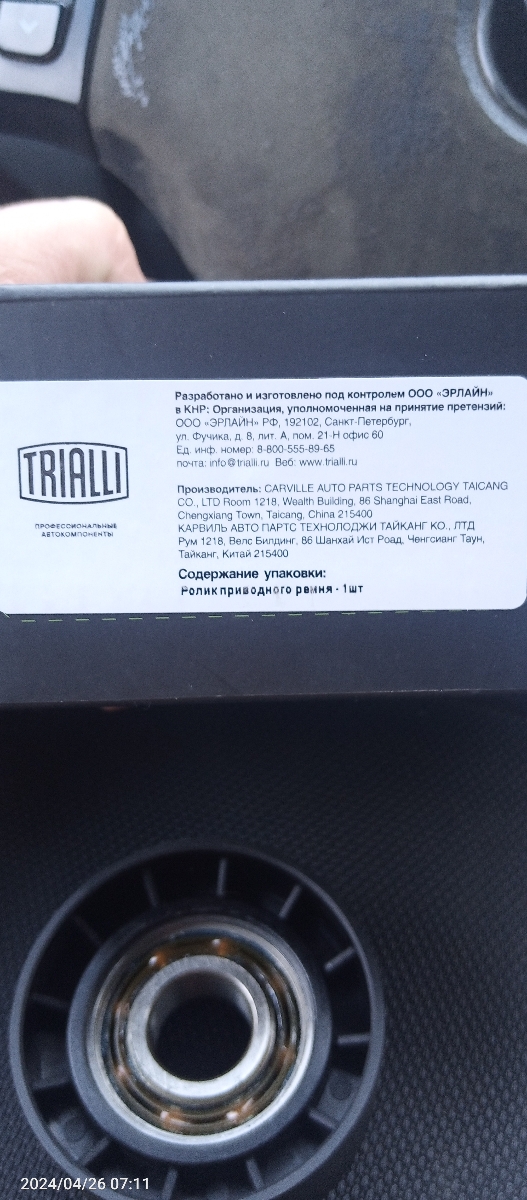 Разработано и изготовлено под контролем ООО «ЭРЛАЙН»
в КНР: Организация, уполномоченная на принятие претензий:
ООО «ЭРЛАЙН» РФ, 192102, Санкт-Петербург,
ул. Фучика, д. 8, лит. А, пом. 21-Н офис 60
Ед. инф. номер: 8-800-555-89-65
почта: info@trialli.ru Веб: www.trialli.ru
TRIALLI
ПРОФЕССИОНАЛЬНЫЕ
АВТОКОМПОНЕНТЫ
Производитель: CARVILLE AUTO PARTS TECHNOLOGY TAICANG
CO., LTD Room 1218, Wealth Building, 86 Shanghai East Road,
Chengxiang Town, Taicang, China 215400
КАРВИЛЬ АВТО ПАРТС ТЕХНОЛОДЖИ ТАЙКАНГ КО., ЛТД
Рум 1218, Велс Билдинг, 86 Шанхай Ист Роад, Ченгсианг Таун,
Тайканг, Китай 215400
Содержание упаковки:
Ролик приводного ремня - 1шт
2024/04/26 07:11